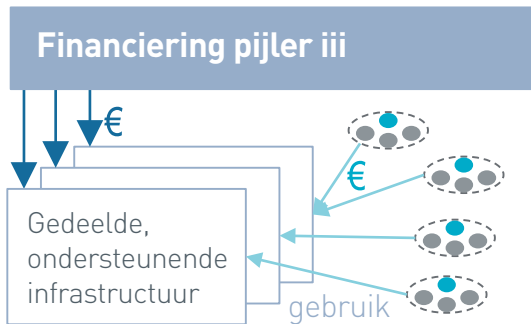 Financiering pijler iii
€
€
Gedeelde,
ondersteunende
infrastructuur
gebruik